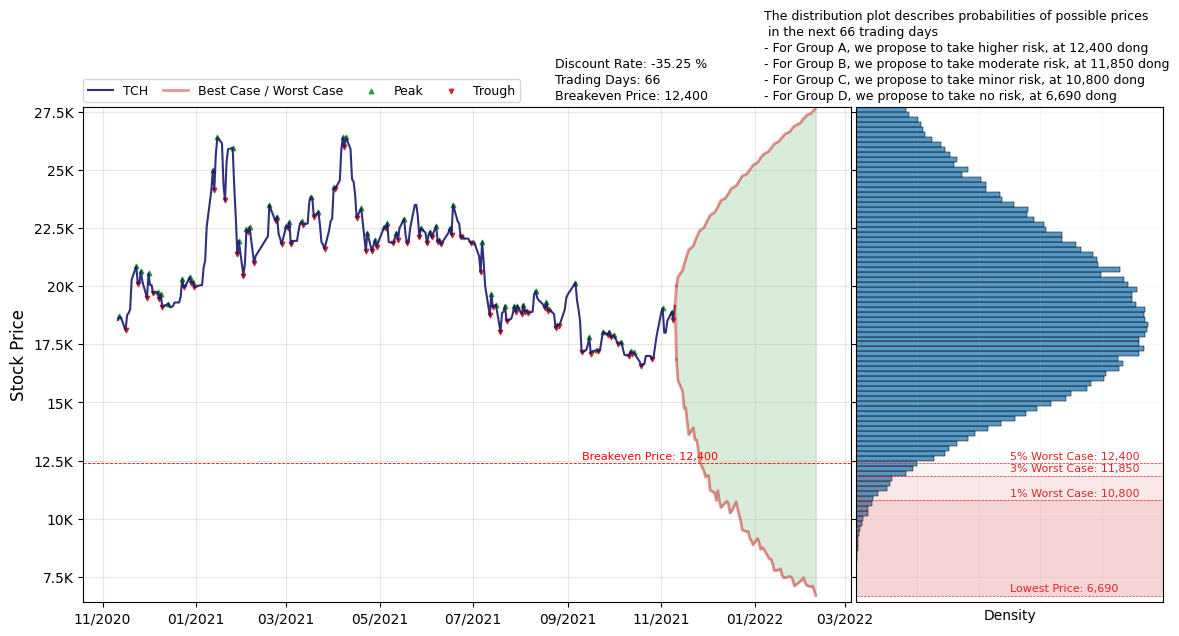 The distribution plot describes probabilities of possible prices
in the next 66 trading days
- For Group A, we propose to take higher risk, at 12,400 dong
- For Group B, we propose to take moderate risk, at 11,850 dong
- For Group C, we propose to take minor risk, at 10,800 dong
- For Group D, we propose to take no risk, at 6,690 dong
Discount Rate: -35.25 %
Trading Days: 66
Breakeven Price: 12,400
TCH
Best Case / Worst Case
Peak
Trough
Stock Price
27.5K
25K
22.5K
20K
17.5K
15K
12.5K
10K
7.5K
Breakeven Price: 12,400
11/2020
01/2021
03/2021
05/2021
07/2021
09/2021
11/2021
01/2022
03/2022
5% Worst Case: 12,400
3% Worst Case: 11,850
1% Worst Case: 10,800
Lowest Price: 6,690
Density